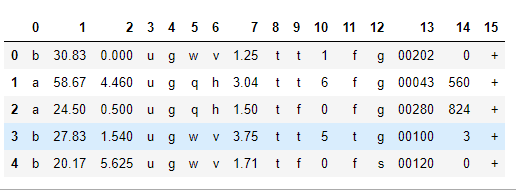 0 1 2 3 4 5 6 7 8 9 10 11 12 13 14 15
0 b 30.83 0.000 u g w v 1.25 t t 1 f g 00202 0 +
1 a 58.67 4.460 u g q h 3.04 t t 6 f g 00043 560 +
2 a 24.50 0.500 u g q h 1.50 t f 0 f g 00280 824 +
3 b 27.83 1.540 u g w v 3.75 t t 5 t g 00100 3 +
4 b 20.17 5.625 u g w v 1.71 t f 0 f s 00120 0 +